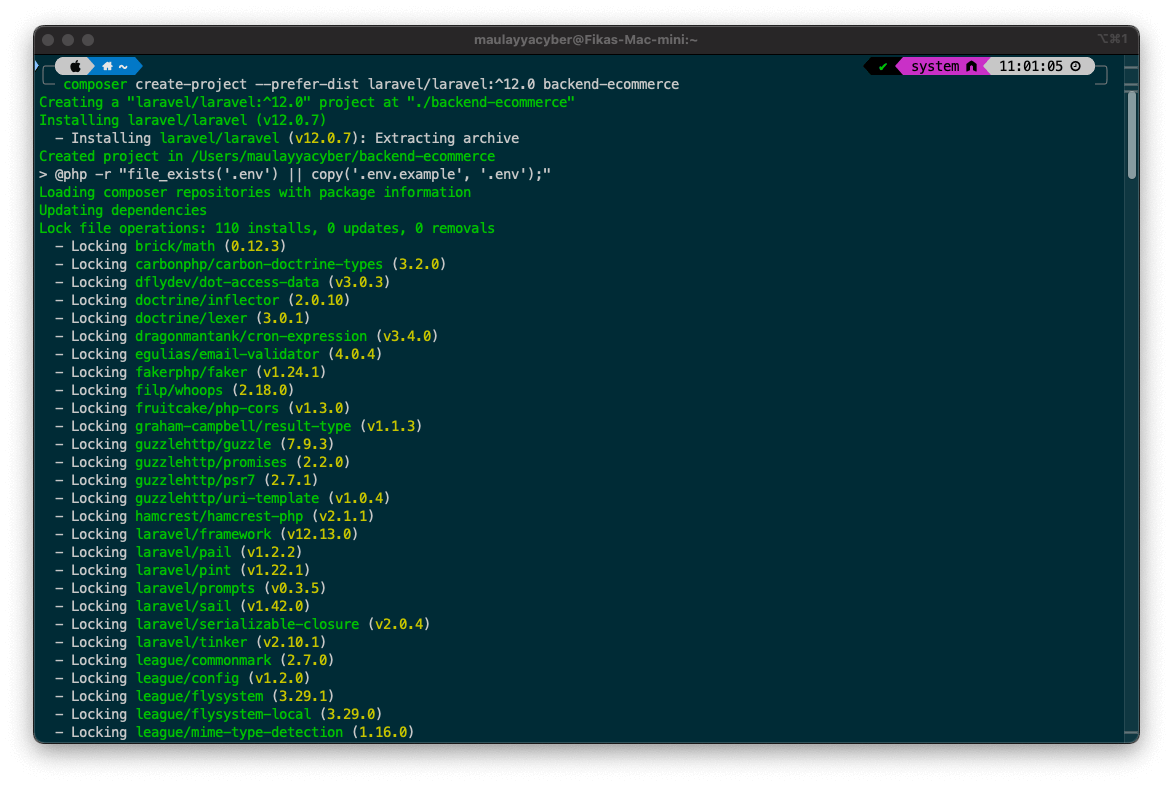 maulayyacyber@Fikas-Mac-mini:~
⌥⌘1
~
✔ system 11:01:05
composer create-project --prefer-dist laravel/laravel:^12.0 backend-ecommerce
Creating a "laravel/laravel:^12.0" project at "./backend-ecommerce"
Installing laravel/laravel (v12.0.7)
  - Installing laravel/laravel (v12.0.7): Extracting archive
Created project in /Users/maulayyacyber/backend-ecommerce
> @php -r "file_exists('.env') || copy('.env.example', '.env');"
Loading composer repositories with package information
Updating dependencies
Lock file operations: 110 installs, 0 updates, 0 removals
  - Locking brick/math (0.12.3)
  - Locking carbonphp/carbon-doctrine-types (3.2.0)
  - Locking dflydev/dot-access-data (v3.0.3)
  - Locking doctrine/inflector (2.0.10)
  - Locking doctrine/lexer (3.0.1)
  - Locking dragonmantank/cron-expression (v3.4.0)
  - Locking egulias/email-validator (4.0.4)
  - Locking fakerphp/faker (v1.24.1)
  - Locking filp/whoops (2.18.0)
  - Locking fruitcake/php-cors (v1.3.0)
  - Locking graham-campbell/result-type (v1.1.3)
  - Locking guzzlehttp/guzzle (7.9.3)
  - Locking guzzlehttp/promises (2.2.0)
  - Locking guzzlehttp/psr7 (2.7.1)
  - Locking guzzlehttp/uri-template (v1.0.4)
  - Locking hamcrest/hamcrest-php (v2.1.1)
  - Locking laravel/framework (v12.13.0)
  - Locking laravel/pail (v1.2.2)
  - Locking laravel/pint (v1.22.1)
  - Locking laravel/prompts (v0.3.5)
  - Locking laravel/sail (v1.42.0)
  - Locking laravel/serializable-closure (v2.0.4)
  - Locking laravel/tinker (v2.10.1)
  - Locking league/commonmark (2.7.0)
  - Locking league/config (v1.2.0)
  - Locking league/flysystem (3.29.1)
  - Locking league/flysystem-local (3.29.0)
  - Locking league/mime-type-detection (1.16.0)